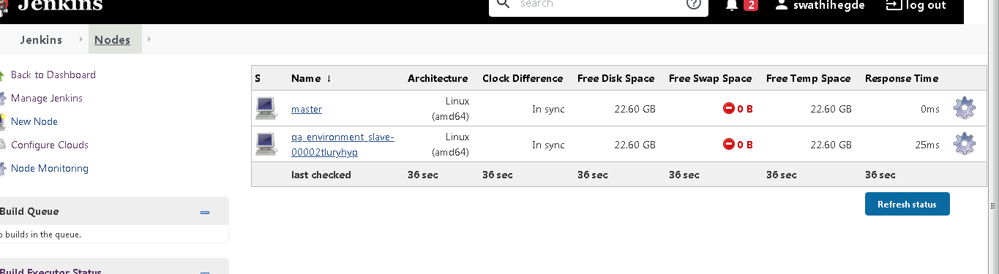 Jenkins
search
2
swathihegde
log out
Jenkins
Nodes
Back to Dashboard
Manage Jenkins
New Node
Configure Clouds
Node Monitoring
Build Queue
o builds in the queue.
Build Executor Status
S Name ↓ Architecture Clock Difference Free Disk Space Free Swap Space Free Temp Space Response Time
master Linux (amd64) In sync 22.60 GB 0 B 22.60 GB 0ms
qa_environment_slave-
00002tluryhyp Linux (amd64) In sync 22.60 GB 0 B 22.60 GB 25ms
last checked 36 sec 36 sec 36 sec 36 sec 36 sec 36 sec
Refresh status